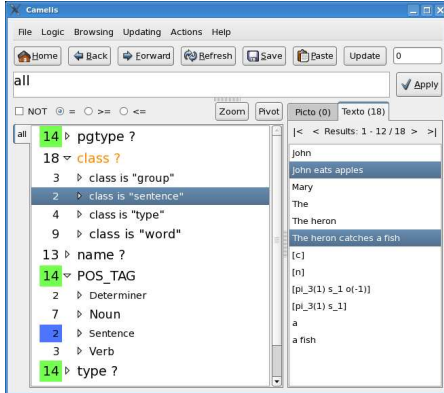 Camelis
File Logic Browsing Updating Actions Help
Home Back Forward Refresh Save Paste Update 0
all
Apply
NOT = >= <= Zoom Pivot Picto (0) Texto (18)
all
14 pgtype ?
18 class ?
3 class is "group"
2 class is "sentence"
4 class is "type"
9 class is "word"
13 name ?
14 POS_TAG
2 Determiner
7 Noun
2 Sentence
3 Verb
14 type ?
|< < Results: 1 - 12 / 18 > >|
John
John eats apples
Mary
The
The heron
The heron catches a fish
[c]
[n]
[pi_3(1) s_1 o(-1)]
[pi_3(1) s_1]
a
a fish